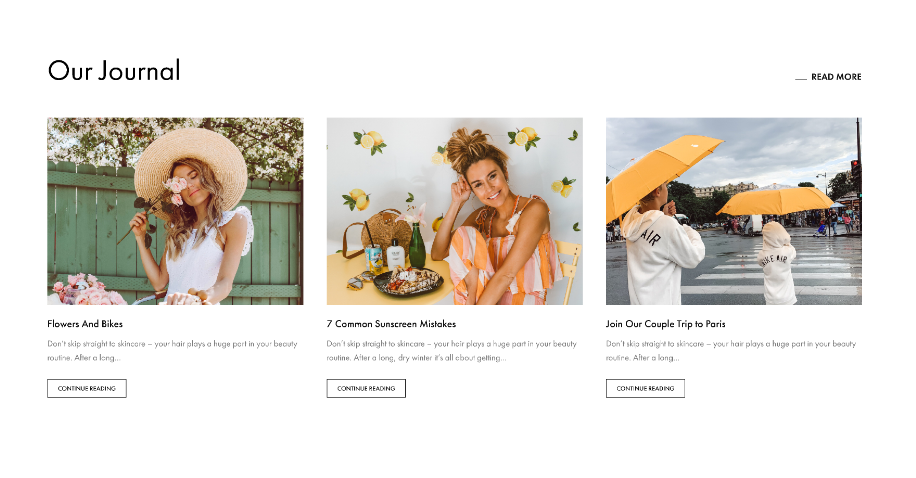 Our Journal
READ MORE
AIR
NIKE AIR
Flowers And Bikes
Don't skip straight to skincare – your hair plays a huge part in your beauty
routine. After a long...
CONTINUE READING
7 Common Sunscreen Mistakes
Don't skip straight to skincare – your hair plays a huge part in your beauty
routine. After a long, dry winter it's all about getting...
CONTINUE READING
Join Our Couple Trip to Paris
Don't skip straight to skincare – your hair plays a huge part in your beauty
routine. After a long...
CONTINUE READING